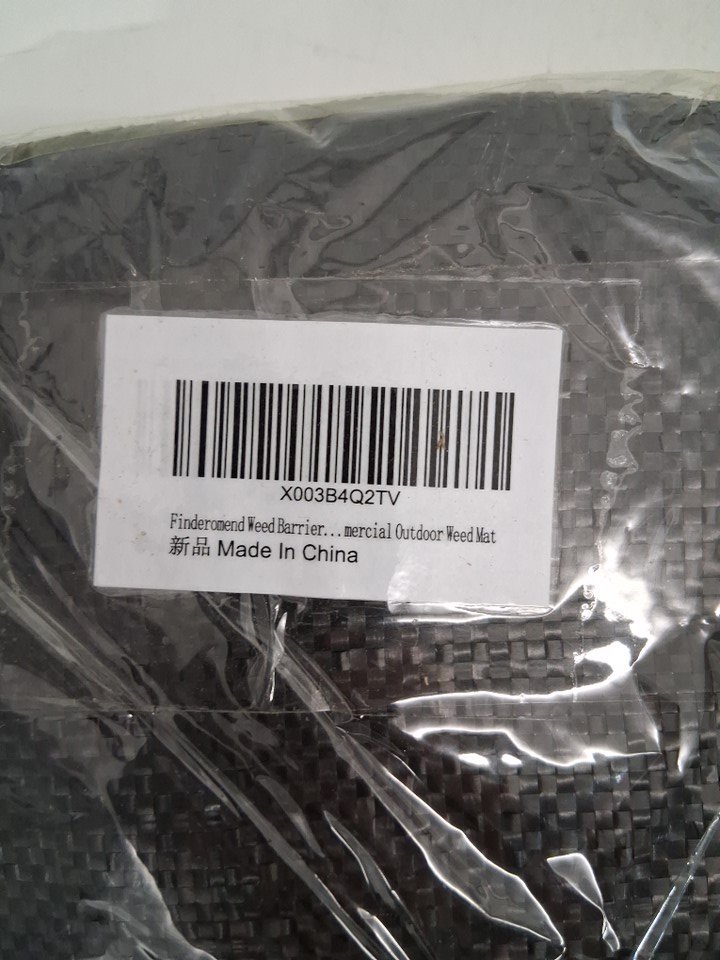 X003B4Q2TV
Finderomend Weed Barrier...mercial Outdoor Weed Mat
新品 Made In China